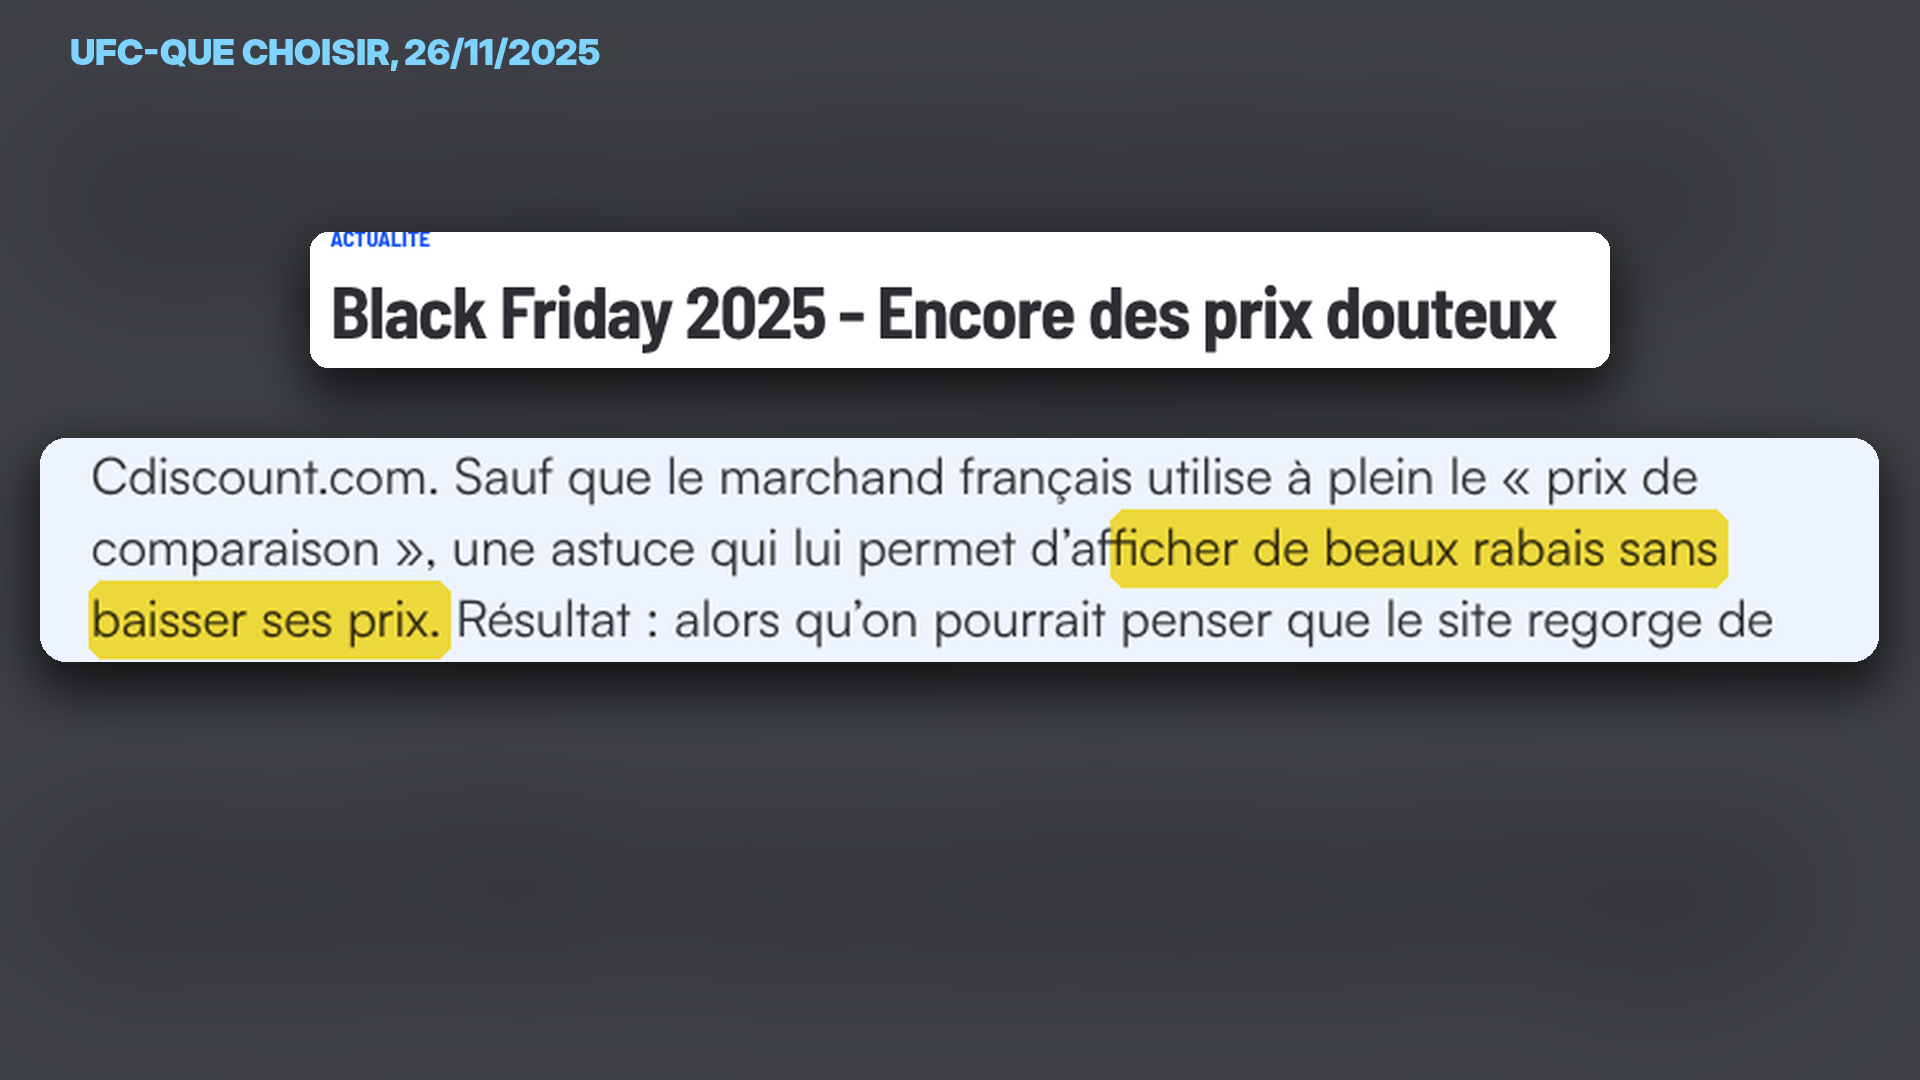 UFC-QUE CHOISIR, 26/11/2025
ACTUALITÉ
Black Friday 2025 - Encore des prix douteux
Cdiscount.com. Sauf que le marchand français utilise à plein le « prix de
comparaison », une astuce qui lui permet d’afficher de beaux rabais sans
baisser ses prix. Résultat : alors qu’on pourrait penser que le site regorge de